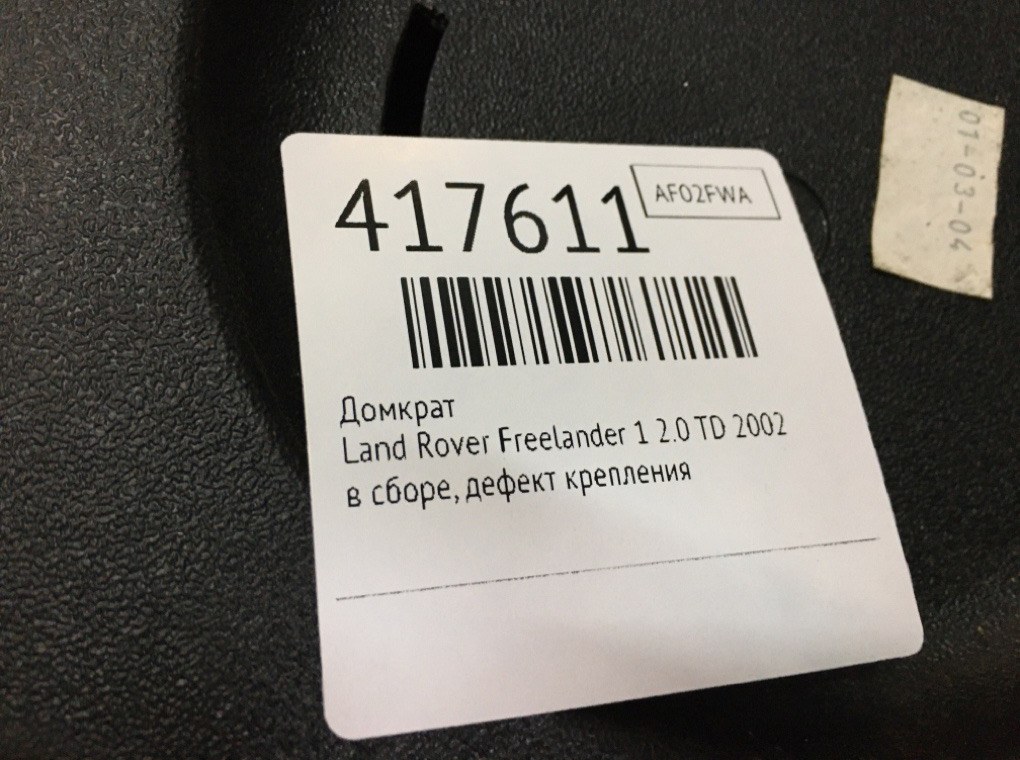 417611
AF02FWA
Домкрат
Land Rover Freelander 1 2.0 TD 2002
в сборе, дефект крепления
01-03-04